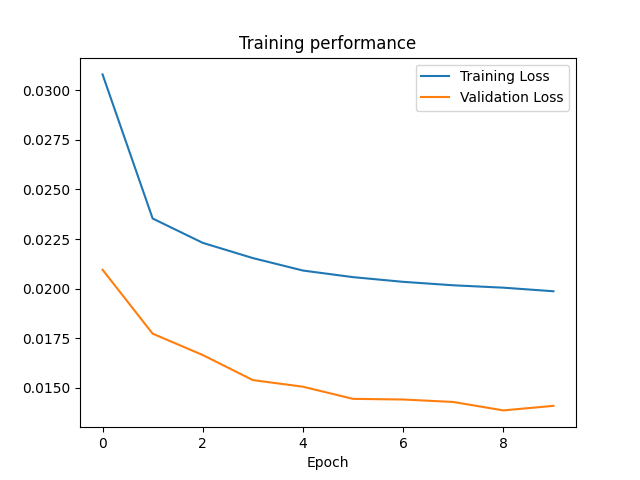 Training performance
Training Loss
Validation Loss
0.0300
0.0275
0.0250
0.0225
0.0200
0.0175
0.0150
0 2 4 6 8
Epoch